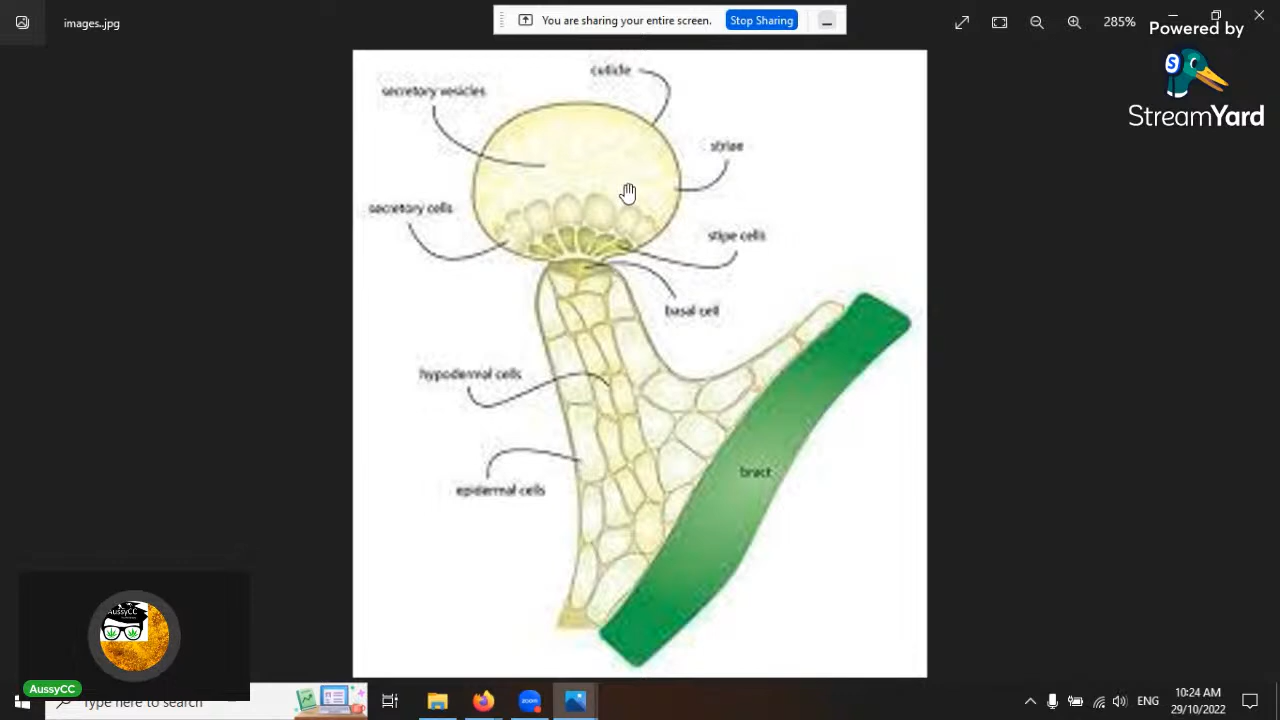 images.jpg
You are sharing your entire screen.
Stop Sharing
285%
Powered by
StreamYard
cuticle
secretory vesicles
striae
secretory cells
stipe cells
basal cell
hypodermal cells
bract
epidermal cells
AussyCC
AussyCC
Type here to search
zoom
ENG
10:24 AM
29/10/2022